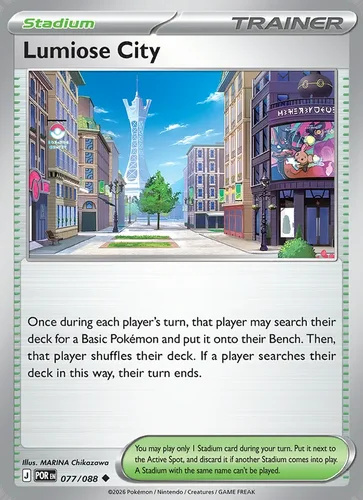 Stadium
TRAINER
Lumiose City
Once during each player's turn, that player may search their
deck for a Basic Pokémon and put it onto their Bench. Then,
that player shuffles their deck. If a player searches their
deck in this way, their turn ends.
You may play only 1 Stadium card during your turn. Put it next to
the Active Spot, and discard it if another Stadium comes into play.
A Stadium with the same name can't be played.
Illus. MARINA Chikazawa
J POR EN 077/088
©2026 Pokémon / Nintendo / Creatures / GAME FREAK